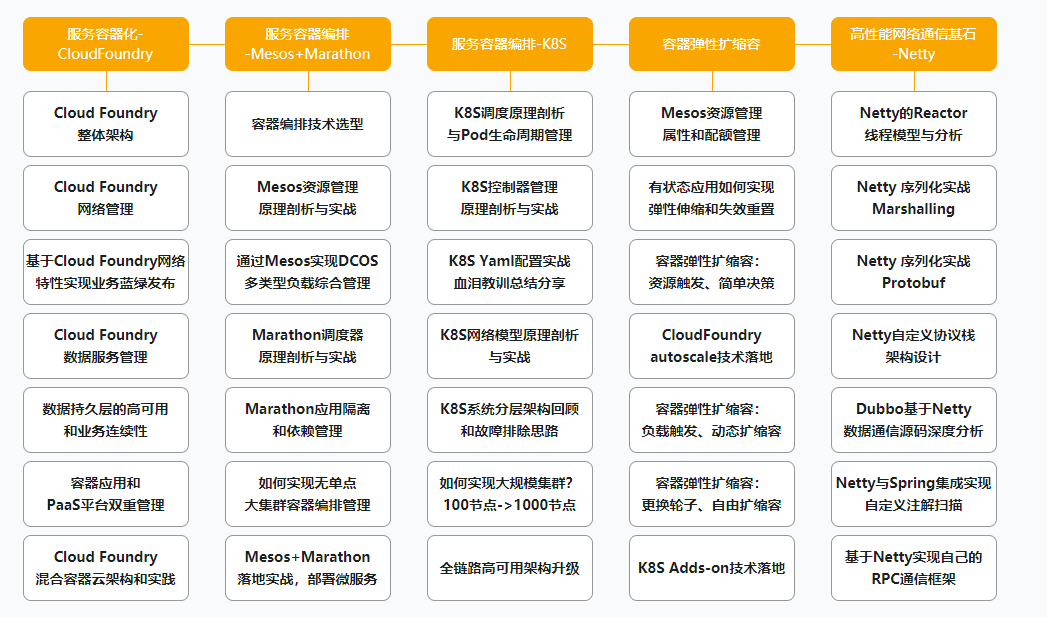 服务容器化-
CloudFoundry
Cloud Foundry
整体架构
Cloud Foundry
网络管理
基于Cloud Foundry网络
特性实现业务蓝绿发布
Cloud Foundry
数据服务管理
数据持久层的高可用
和业务连续性
容器应用和
PaaS平台双重管理
Cloud Foundry
混合容器云架构和实践
服务容器编排
-Mesos+Marathon
容器编排技术选型
Mesos资源管理
原理剖析与实战
通过Mesos实现DCOS
多类型负载综合管理
Marathon调度器
原理剖析与实战
Marathon应用隔离
和依赖管理
如何实现无单点
大集群容器编排管理
Mesos+Marathon
落地实战，部署微服务
服务容器编排-K8S
K8S调度原理剖析
与Pod生命周期管理
K8S控制器管理
原理剖析与实战
K8S Yaml配置实战
血泪教训总结分享
K8S网络模型原理剖析
与实战
K8S系统分层架构回顾
和故障排除思路
如何实现大规模集群？
100节点->1000节点
全链路高可用架构升级
容器弹性扩缩容
Mesos资源管理
属性和配额管理
有状态应用如何实现
弹性伸缩和失效重置
容器弹性扩缩容：
资源触发、简单决策
CloudFoundry
autoscale技术落地
容器弹性扩缩容：
负载触发、动态扩缩容
容器弹性扩缩容：
更换轮子、自由扩缩容
K8S Adds-on技术落地
高性能网络通信基石
-Netty
Netty的Reactor
线程模型与分析
Netty 序列化实战
Marshalling
Netty 序列化实战
Protobuf
Netty自定义协议栈
架构设计
Dubbo基于Netty
数据通信源码深度分析
Netty与Spring集成实现
自定义注解扫描
基于Netty实现自己的
RPC通信框架